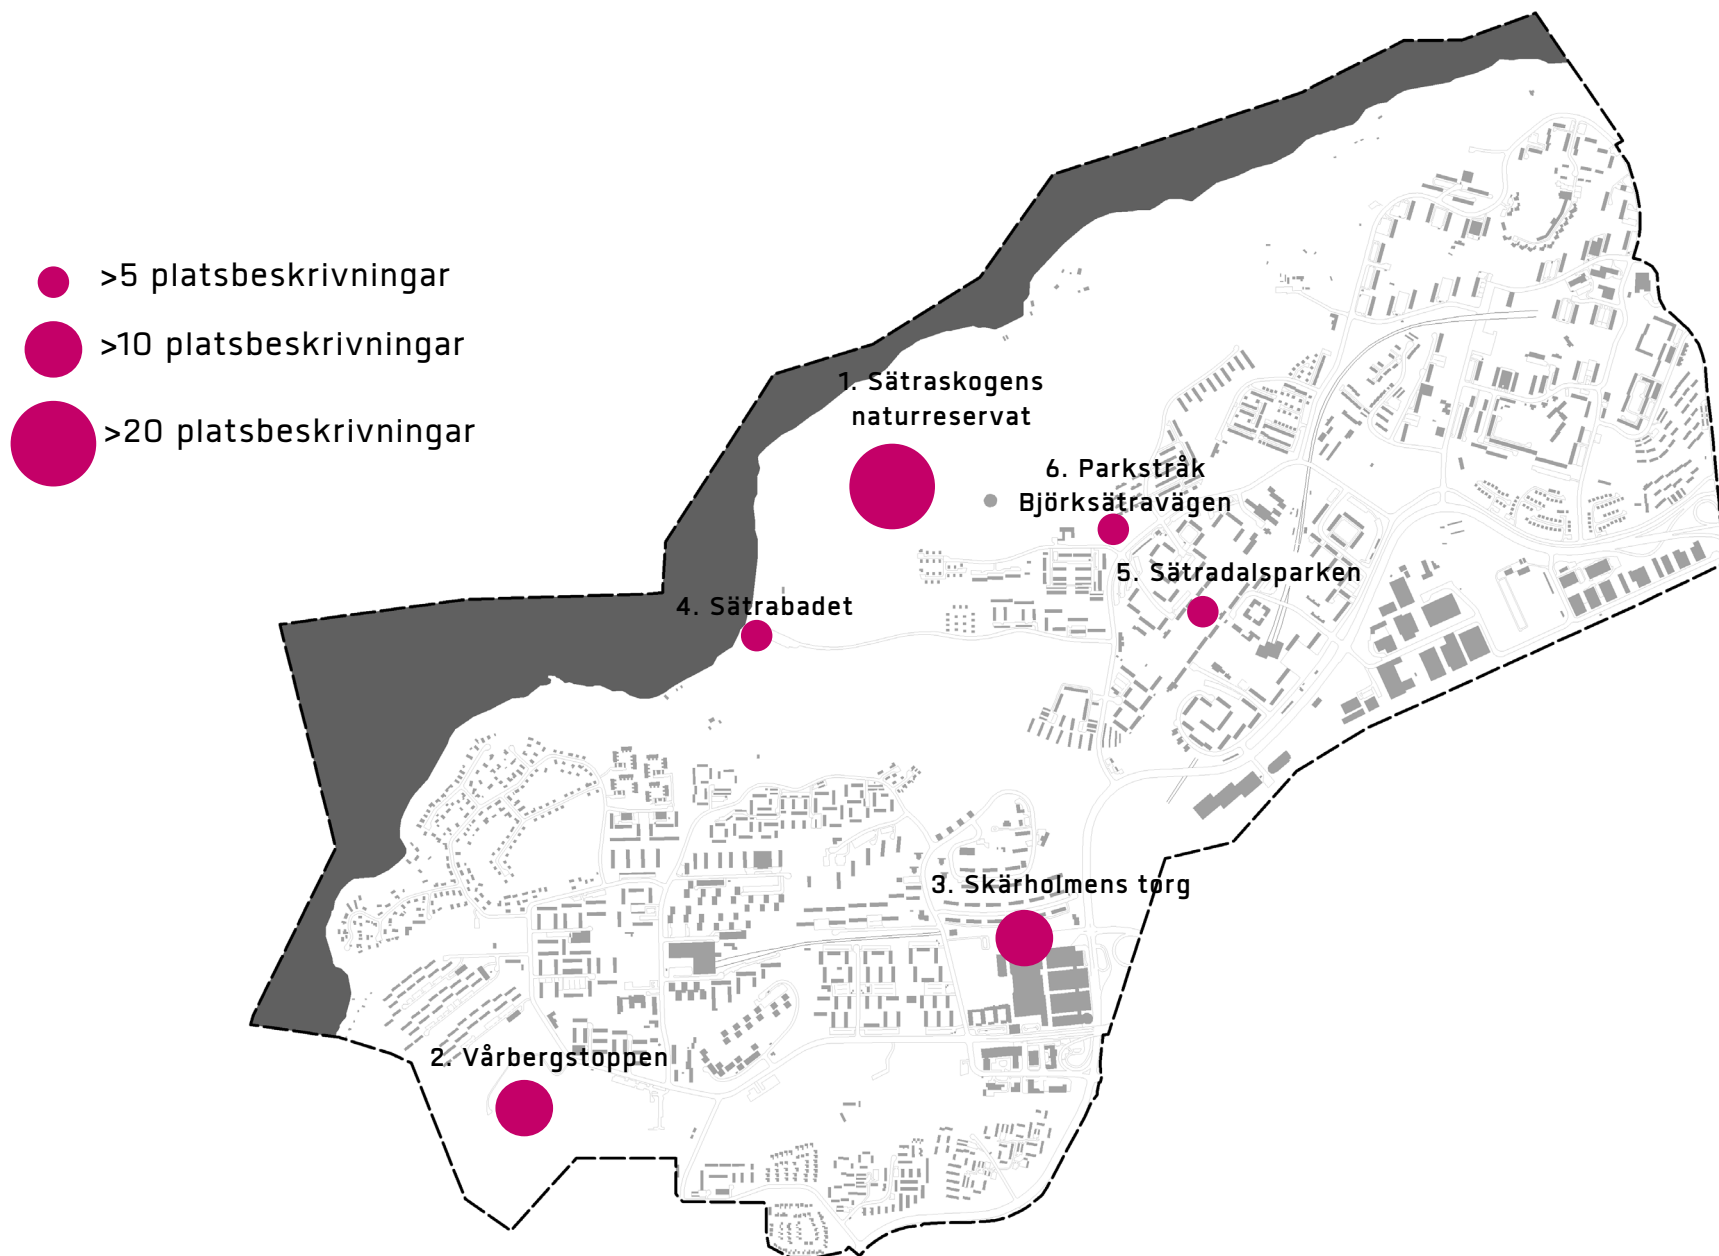 >5 platsbeskrivningar
>10 platsbeskrivningar
>20 platsbeskrivningar
1. Sätraskogens
naturreservat
6. Parkstråk
Björksätravägen
5. Sätradalsparken
4. Sätrabadet
3. Skärholmens torg
2. Vårbergstoppen